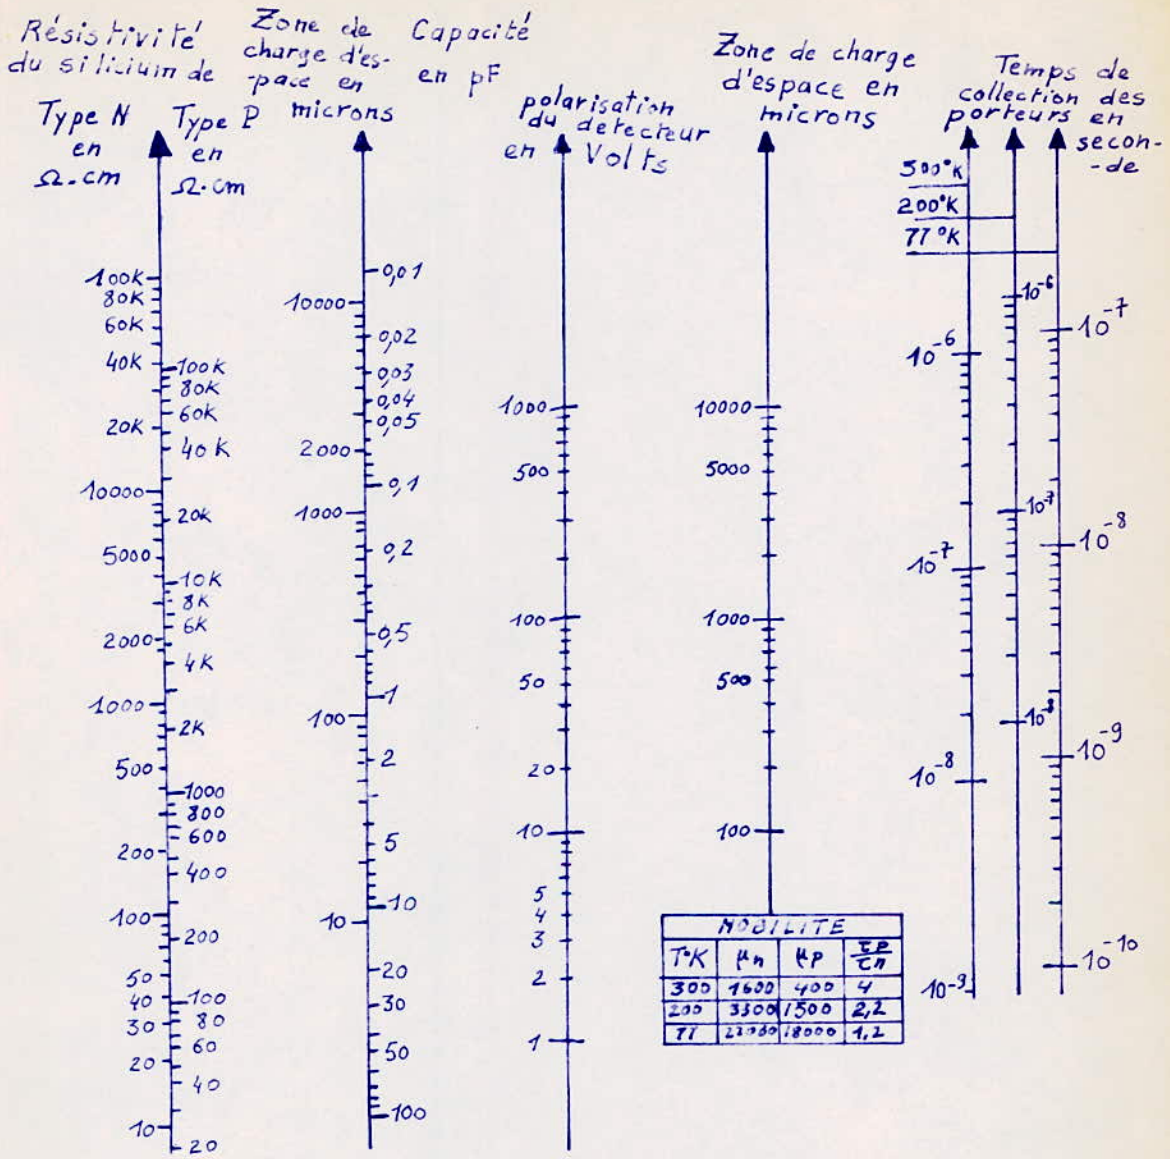 Résistivité
du silicium de
Type N
en
Ω.cm
Type P
en
Ω.cm
Zone de
charge d'es-
-pace en
microns
Capacité
en pF
polarisation
du détecteur
en Volts
Zone de charge
d'espace en
microns
Temps de
collection des
porteurs en
secon-
-de
300°K
200°K
77°K
100K
80K
60K
40K
20K
10000
5000
2000
1000
500
200
100
50
40
30
20
10
100K
80K
60K
40K
20K
10K
8K
6K
4K
2K
1000
800
600
400
200
100
80
60
40
20
10000
2000
1000
100
10
0,01
0,02
0,03
0,04
0,05
0,1
0,2
0,5
1
2
5
10
20
30
50
100
1000
500
100
50
20
10
5
4
3
2
1
10000
5000
1000
500
100
10⁻⁶
10⁻⁷
10⁻⁸
10⁻⁹
10⁻⁶
10⁻⁷
10⁻⁸
10⁻⁷
10⁻⁸
10⁻⁹
10⁻¹⁰
MOBILITE
T°K μn μp τp/τn
300 1600 400 4
200 3300 1500 2,2
77 18000 1,2